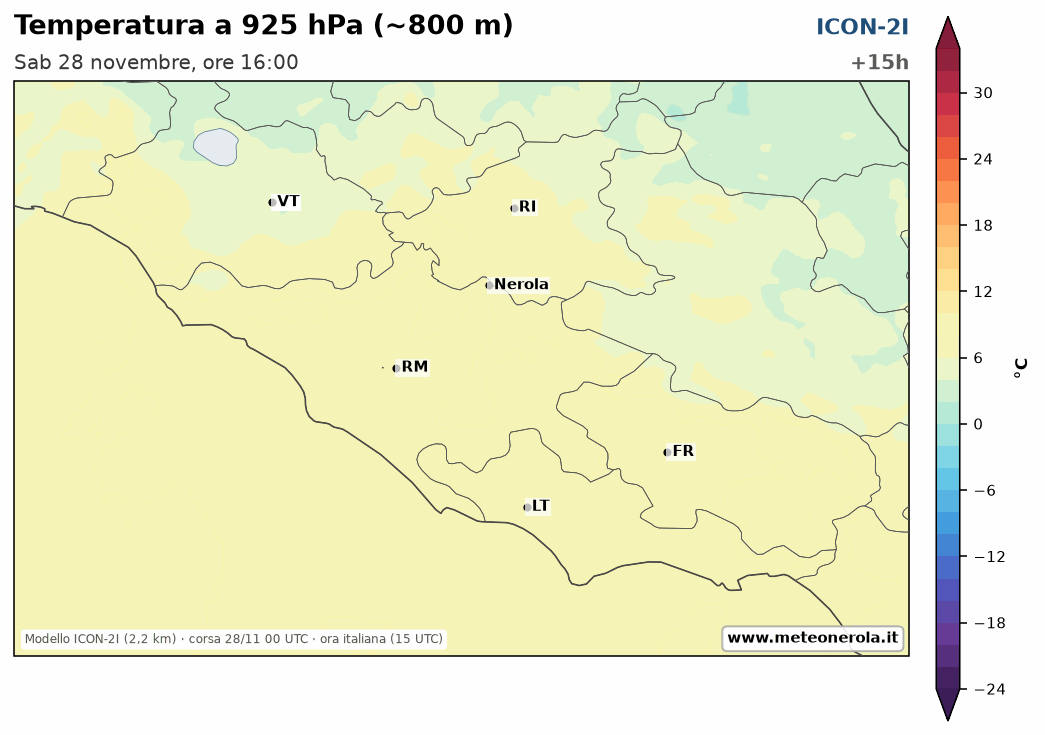 Temperatura a 925 hPa (~800 m)
ICON-2I
Sab 28 novembre, ore 16:00
+15h
30
24
18
12
6
0
−6
−12
−18
−24
°C
VT
RI
Nerola
RM
FR
LT
Modello ICON-2I (2,2 km) · corsa 28/11 00 UTC · ora italiana (15 UTC)
www.meteonerola.it